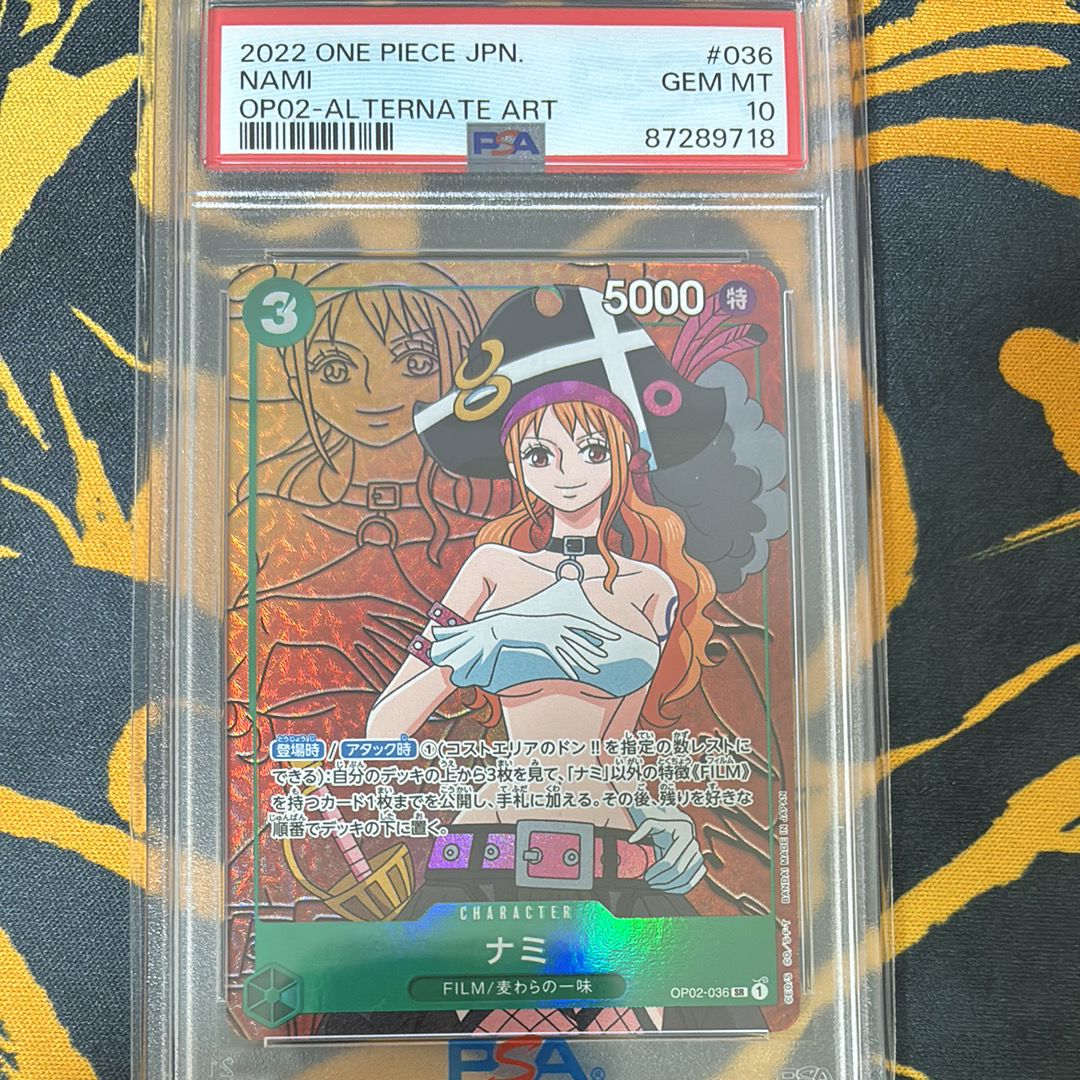 2022 ONE PIECE JPN. #036
NAMI GEM MT
OP02-ALTERNATE ART 10
87289718
PSA
3
5000 特
登場時 / アタック時 ①(コストエリアのドン!!を指定の数レストに
できる):自分のデッキの上から3枚を見て、「ナミ」以外の特徴《FILM》
を持つカード1枚までを公開し、手札に加える。その後、残りを好きな
順番でデッキの下に置く。
BANDAI MADE IN JAPAN
CHARACTER
ナミ
FILM/麦わらの一味
OP02-036 SR 1
PSA®
PSA